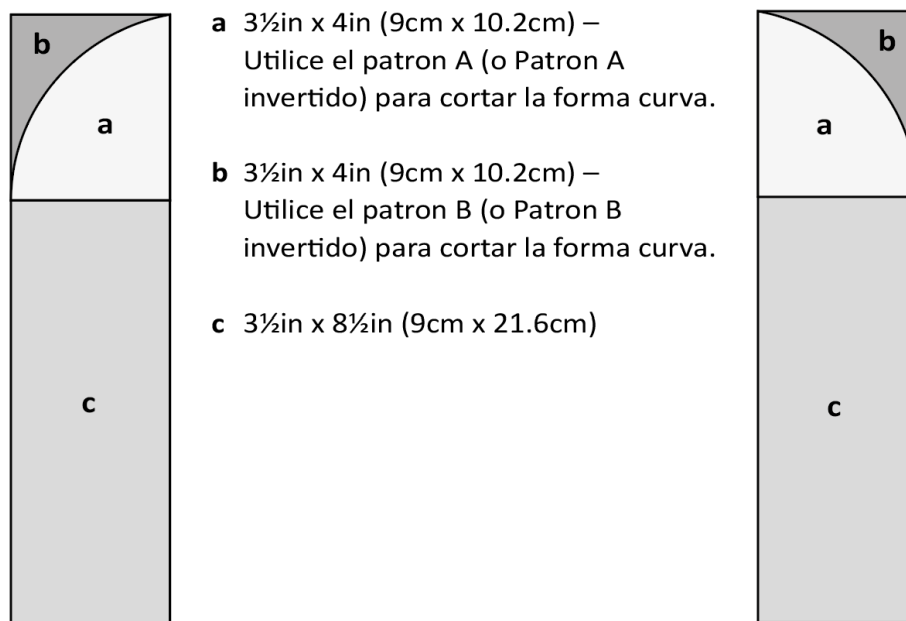 b
a
c
a 3½in x 4in (9cm x 10.2cm) –
Utilice el patron A (o Patron A
invertido) para cortar la forma curva.
b 3½in x 4in (9cm x 10.2cm) –
Utilice el patron B (o Patron B
invertido) para cortar la forma curva.
c 3½in x 8½in (9cm x 21.6cm)
b
a
c